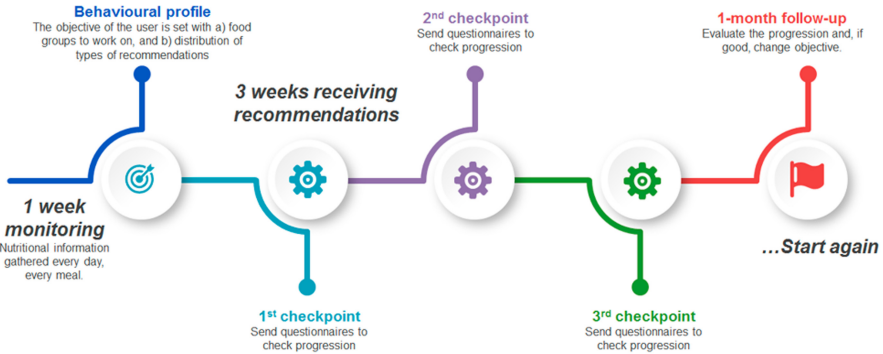 Behavioural profile
The objective of the user is set with a) food
groups to work on, and b) distribution of
types of recommendations
2nd checkpoint
Send questionnaires to
check progression
1-month follow-up
Evaluate the progression and, if
good, change objective.
3 weeks receiving
recommendations
1 week
monitoring
Nutritional information
gathered every day,
every meal.
...Start again
1st checkpoint
Send questionnaires to
check progression
3rd checkpoint
Send questionnaires to
check progression